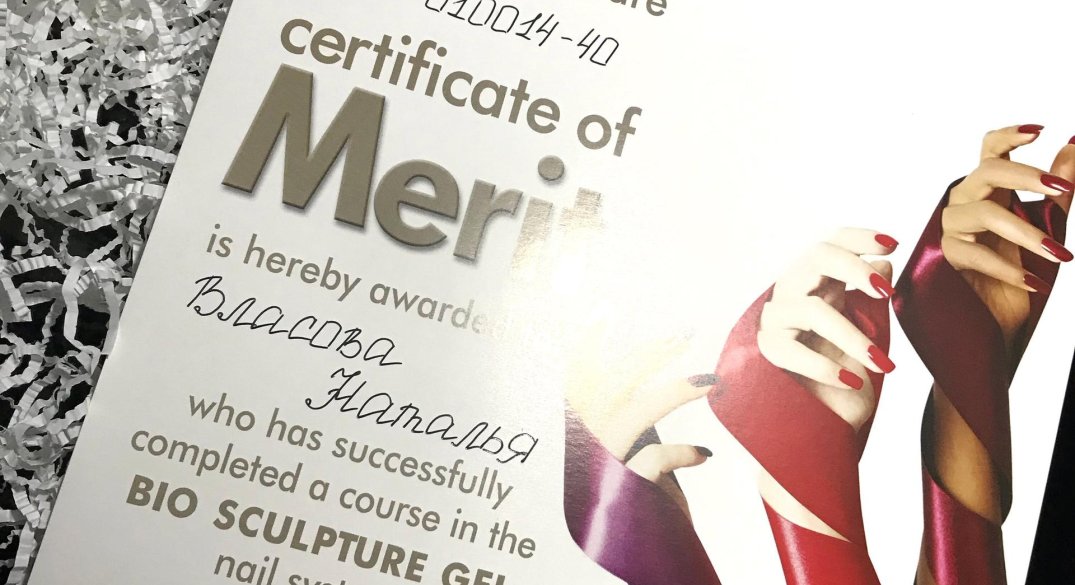 010014-40
certificate of
Merit
is hereby awarded
Власова
Наталья
who has successfully
completed a course in the
BIO SCULPTURE GEL
nail